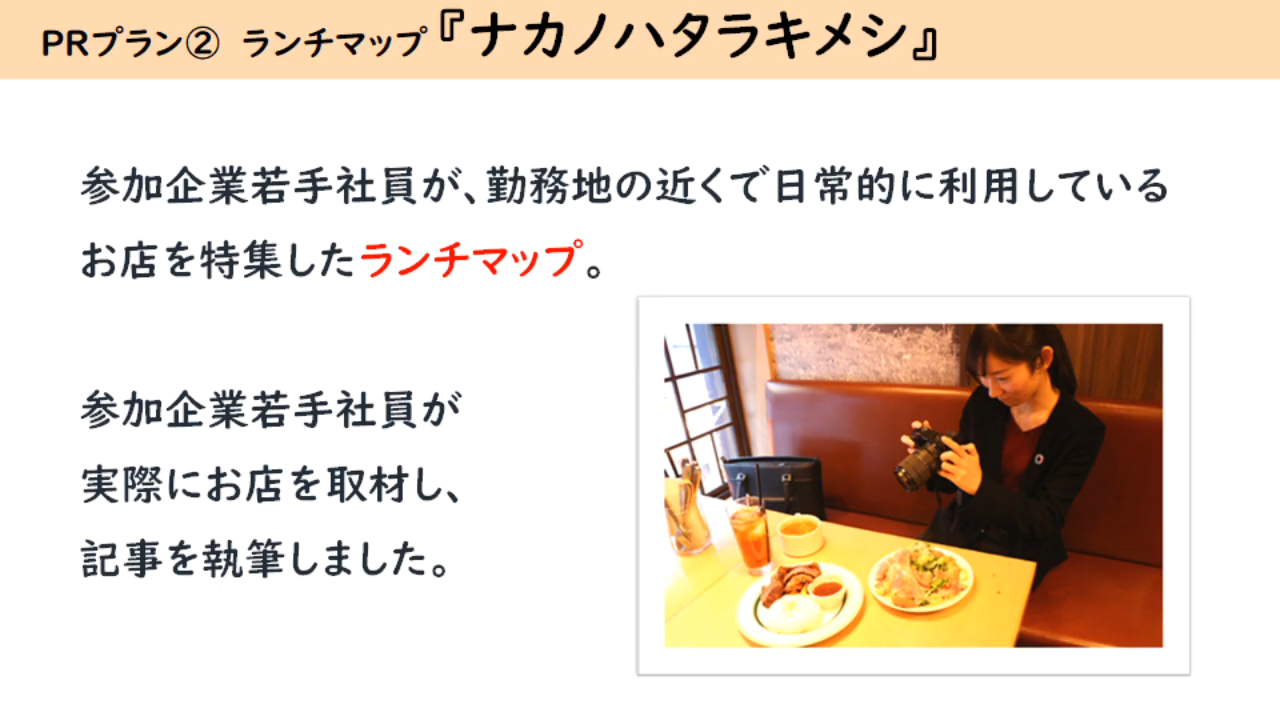 PRプラン② ランチマップ『ナカノハタラキメシ』
参加企業若手社員が、勤務地の近くで日常的に利用している
お店を特集したランチマップ。
参加企業若手社員が
実際にお店を取材し、
記事を執筆しました。